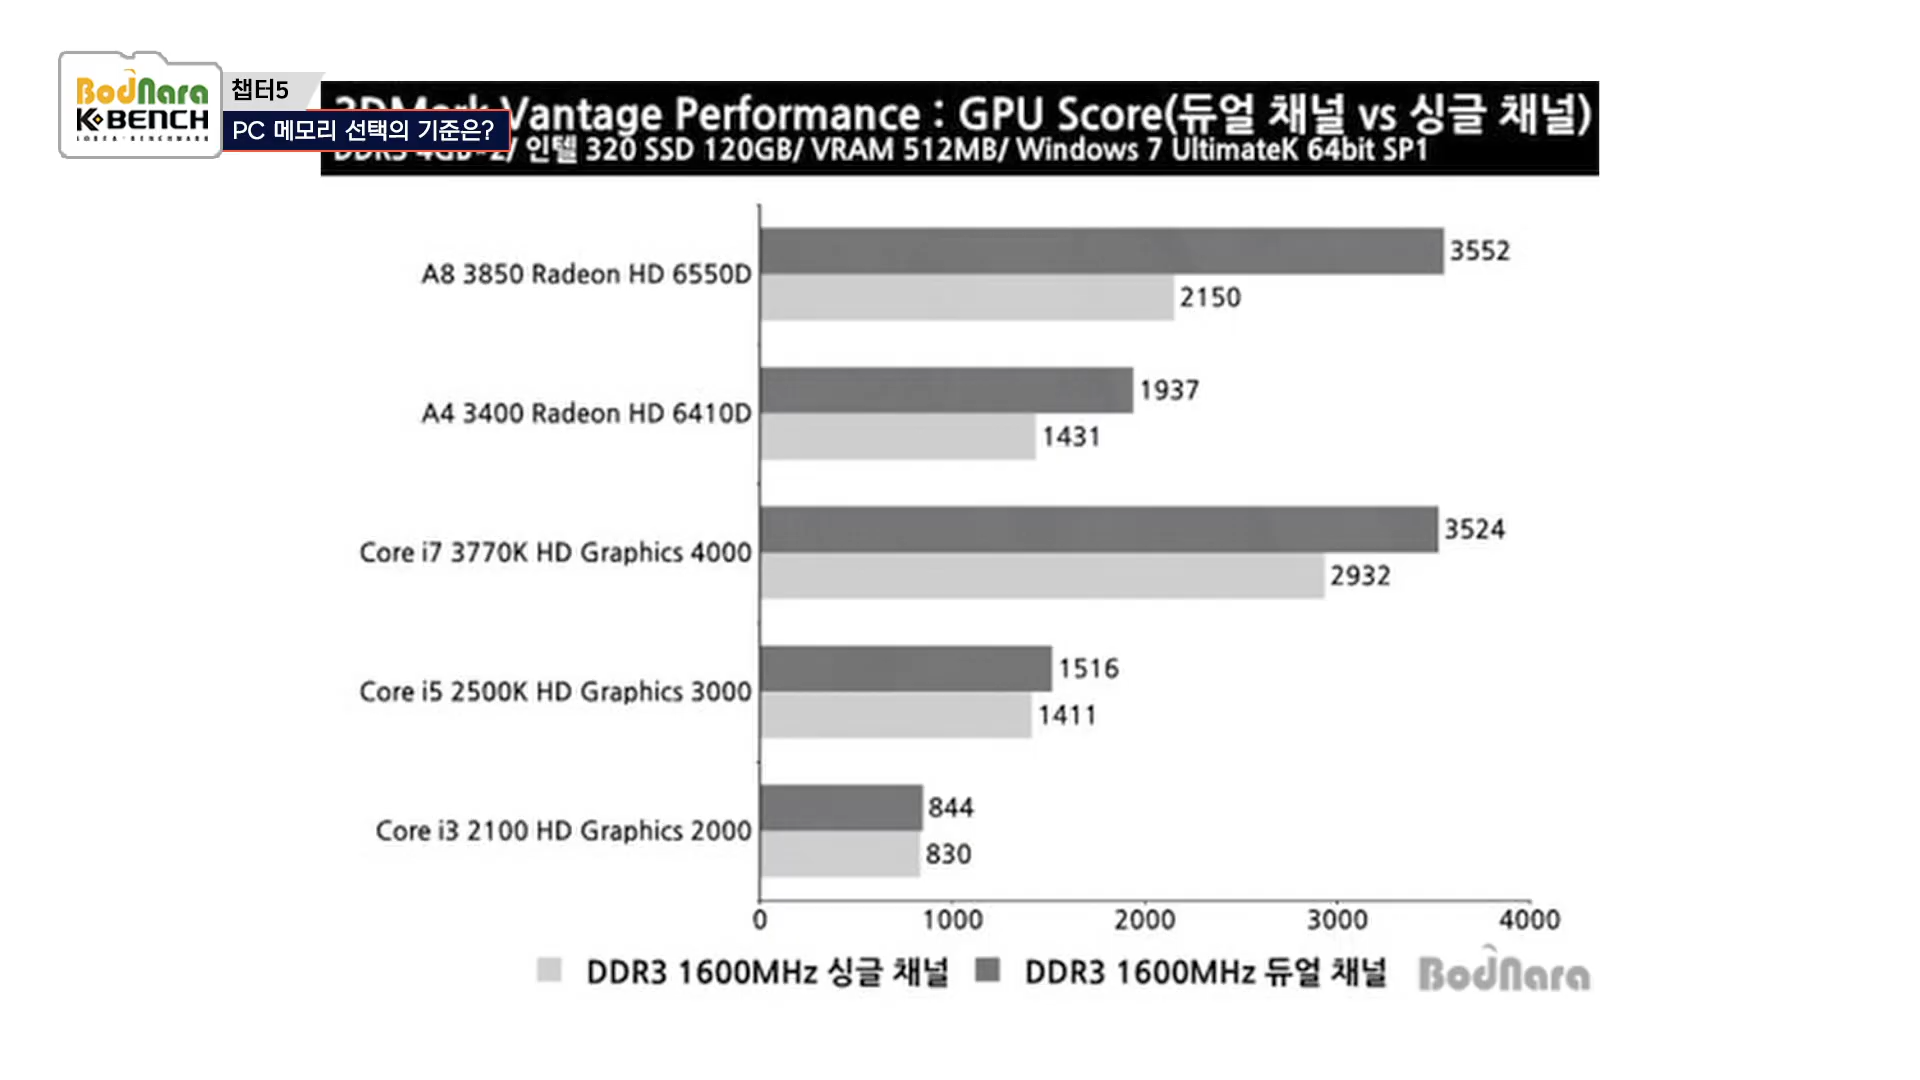 BodNara
K-BENCH
챕터5
PC 메모리 선택의 기준은?
Vantage Performance : GPU Score(듀얼 채널 vs 싱글 채널)
인텔 320 SSD 120GB/ VRAM 512MB/ Windows 7 UltimateK 64bit SP1
A8 3850 Radeon HD 6550D
3552
2150
A4 3400 Radeon HD 6410D
1937
1431
Core i7 3770K HD Graphics 4000
3524
2932
Core i5 2500K HD Graphics 3000
1516
1411
Core i3 2100 HD Graphics 2000
844
830
0 1000 2000 3000 4000
DDR3 1600MHz 싱글 채널 DDR3 1600MHz 듀얼 채널 BodNara